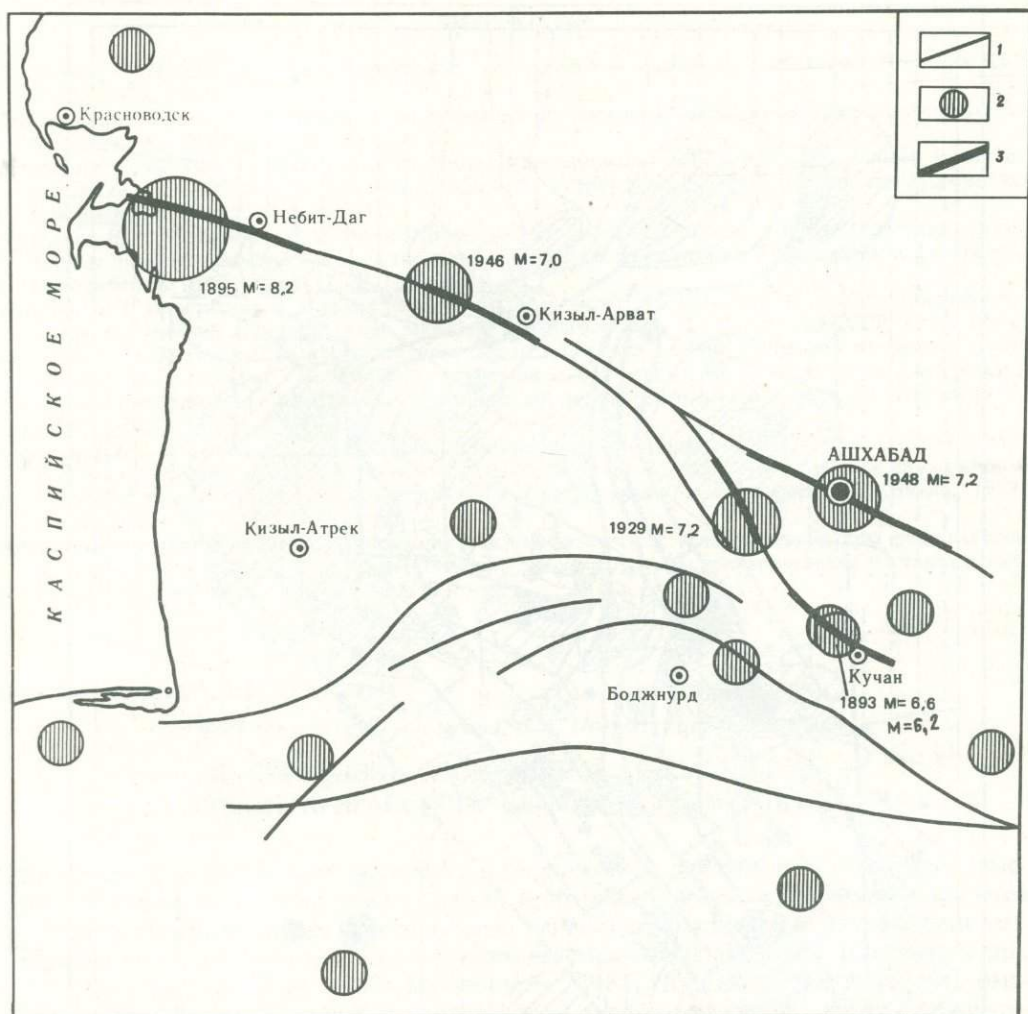 1
2
3
Красноводск
Небит-Даг
1895 М= 8,2
1946 М=7,0
Кизыл-Арват
КАСПИЙСКОЕ МОРЕ
АШХАБАД
1948 М= 7,2
1929 М= 7,2
Кизыл-Атрек
Кучан
Боджнурд
1893 М= 6,6
М=6,2